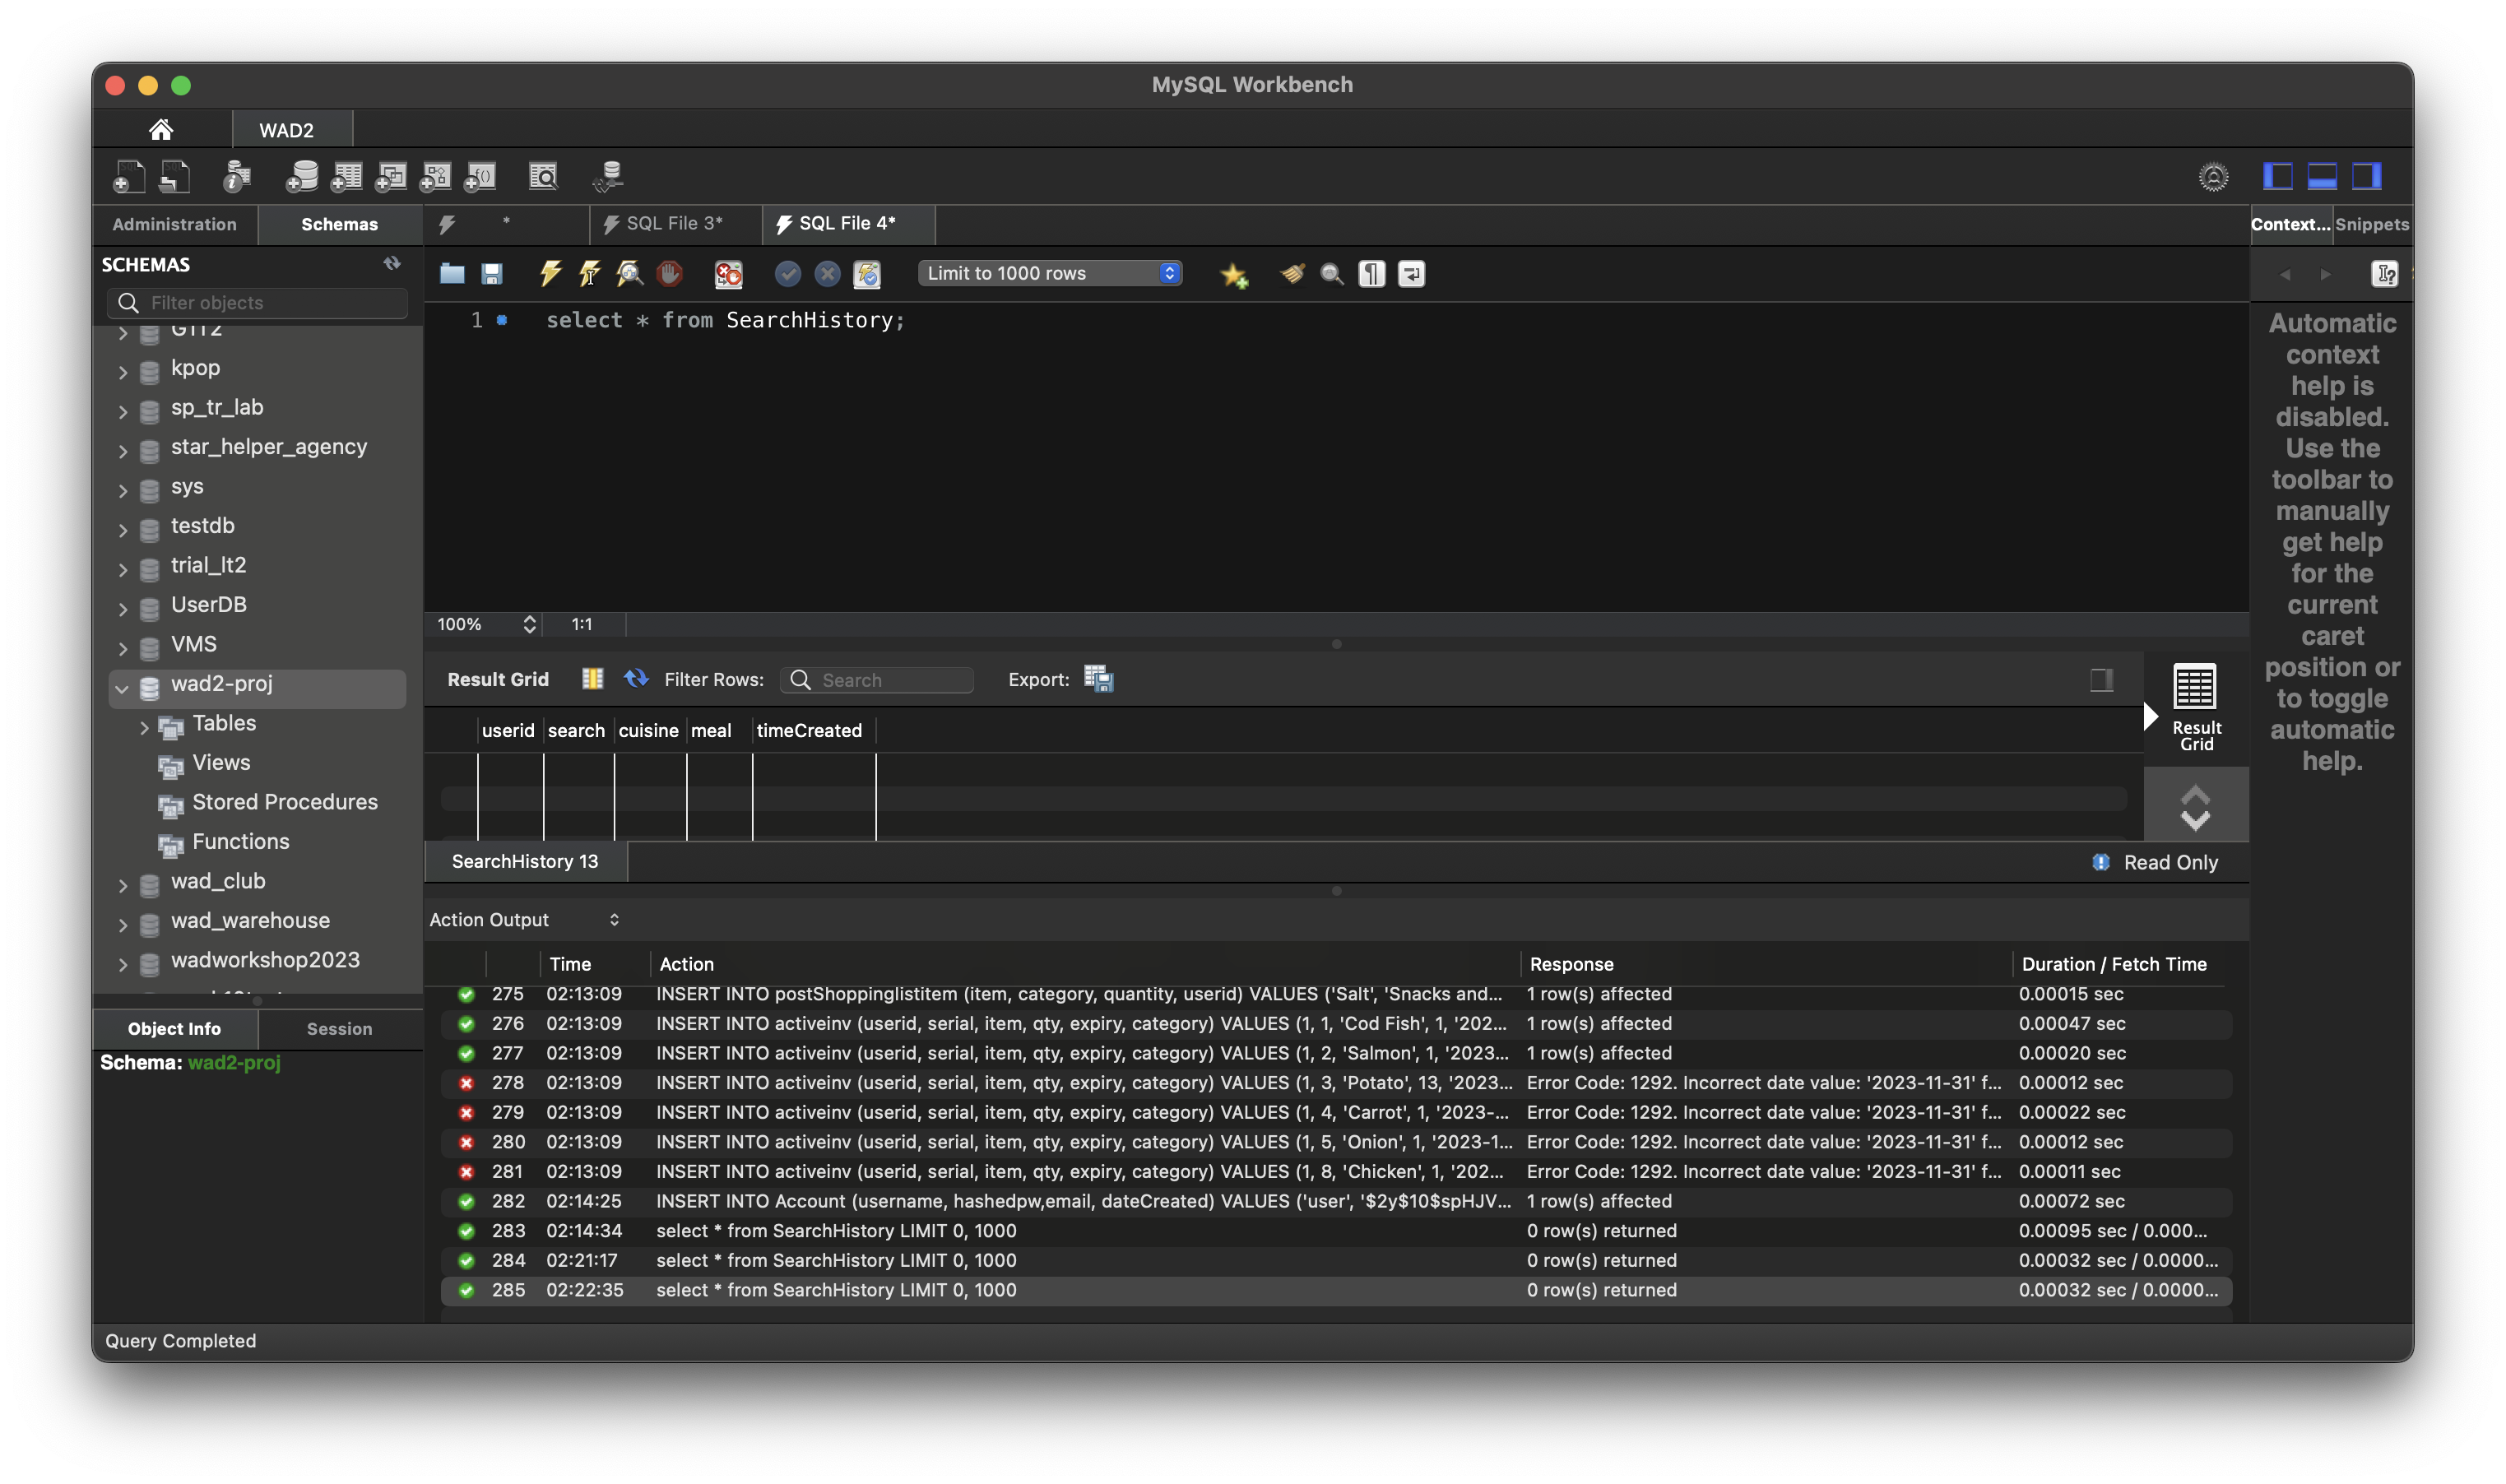 MySQL Workbench
WAD2
Administration
Schemas
*
SQL File 3*
SQL File 4*
Context...
Snippets
SCHEMAS
Filter objects
Limit to 1000 rows
kpop
sp_tr_lab
star_helper_agency
sys
testdb
trial_lt2
UserDB
VMS
wad2-proj
Tables
Views
Stored Procedures
Functions
wad_club
wad_warehouse
wadworkshop2023
1 select * from SearchHistory;
Automatic
context
help is
disabled.
Use the
toolbar to
manually
get help
for the
current
caret
position or
to toggle
automatic
help.
100%
1:1
Result Grid
Filter Rows:
Search
Export:
userid search cuisine meal timeCreated
Result
Grid
SearchHistory 13
Read Only
Object Info
Session
Schema: wad2-proj
Action Output
Time Action Response Duration / Fetch Time
275 02:13:09 INSERT INTO postShoppinglistitem (item, category, quantity, userid) VALUES ('Salt', 'Snacks and... 1 row(s) affected 0.00015 sec
276 02:13:09 INSERT INTO activeinv (userid, serial, item, qty, expiry, category) VALUES (1, 1, 'Cod Fish', 1, '202... 1 row(s) affected 0.00047 sec
277 02:13:09 INSERT INTO activeinv (userid, serial, item, qty, expiry, category) VALUES (1, 2, 'Salmon', 1, '2023... 1 row(s) affected 0.00020 sec
278 02:13:09 INSERT INTO activeinv (userid, serial, item, qty, expiry, category) VALUES (1, 3, 'Potato', 13, '2023... Error Code: 1292. Incorrect date value: '2023-11-31' f... 0.00012 sec
279 02:13:09 INSERT INTO activeinv (userid, serial, item, qty, expiry, category) VALUES (1, 4, 'Carrot', 1, '2023-... Error Code: 1292. Incorrect date value: '2023-11-31' f... 0.00022 sec
280 02:13:09 INSERT INTO activeinv (userid, serial, item, qty, expiry, category) VALUES (1, 5, 'Onion', 1, '2023-1... Error Code: 1292. Incorrect date value: '2023-11-31' f... 0.00012 sec
281 02:13:09 INSERT INTO activeinv (userid, serial, item, qty, expiry, category) VALUES (1, 8, 'Chicken', 1, '202... Error Code: 1292. Incorrect date value: '2023-11-31' f... 0.00011 sec
282 02:14:25 INSERT INTO Account (username, hashedpw,email, dateCreated) VALUES ('user', '$2y$10$spHJV... 1 row(s) affected 0.00072 sec
283 02:14:34 select * from SearchHistory LIMIT 0, 1000 0 row(s) returned 0.00095 sec / 0.000...
284 02:21:17 select * from SearchHistory LIMIT 0, 1000 0 row(s) returned 0.00032 sec / 0.0000...
285 02:22:35 select * from SearchHistory LIMIT 0, 1000 0 row(s) returned 0.00032 sec / 0.0000...
Query Completed